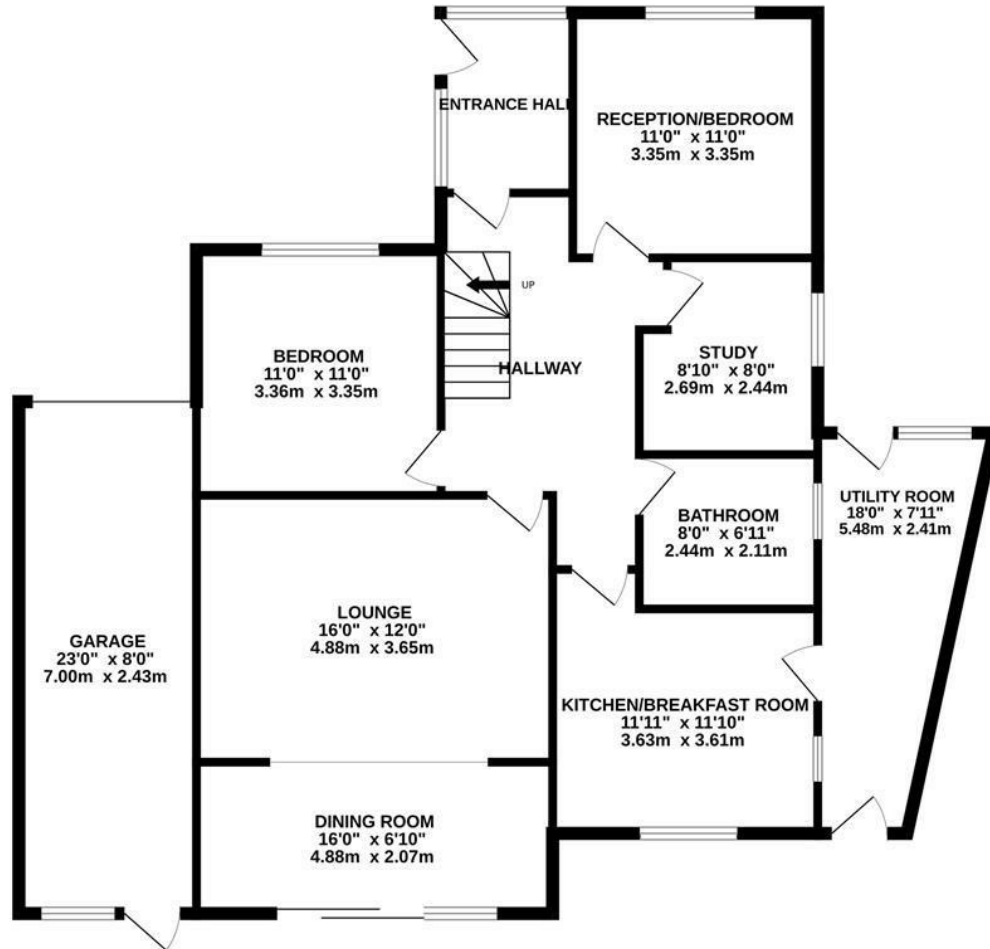 ENTRANCE HALL
RECEPTION/BEDROOM
11'0" x 11'0"
3.35m x 3.35m
UP
BEDROOM
11'0" x 11'0"
3.36m x 3.35m
HALLWAY
STUDY
8'10" x 8'0"
2.69m x 2.44m
UTILITY ROOM
18'0" x 7'11"
5.48m x 2.41m
BATHROOM
8'0" x 6'11"
2.44m x 2.11m
LOUNGE
16'0" x 12'0"
4.88m x 3.65m
GARAGE
23'0" x 8'0"
7.00m x 2.43m
KITCHEN/BREAKFAST ROOM
11'11" x 11'10"
3.63m x 3.61m
DINING ROOM
16'0" x 6'10"
4.88m x 2.07m